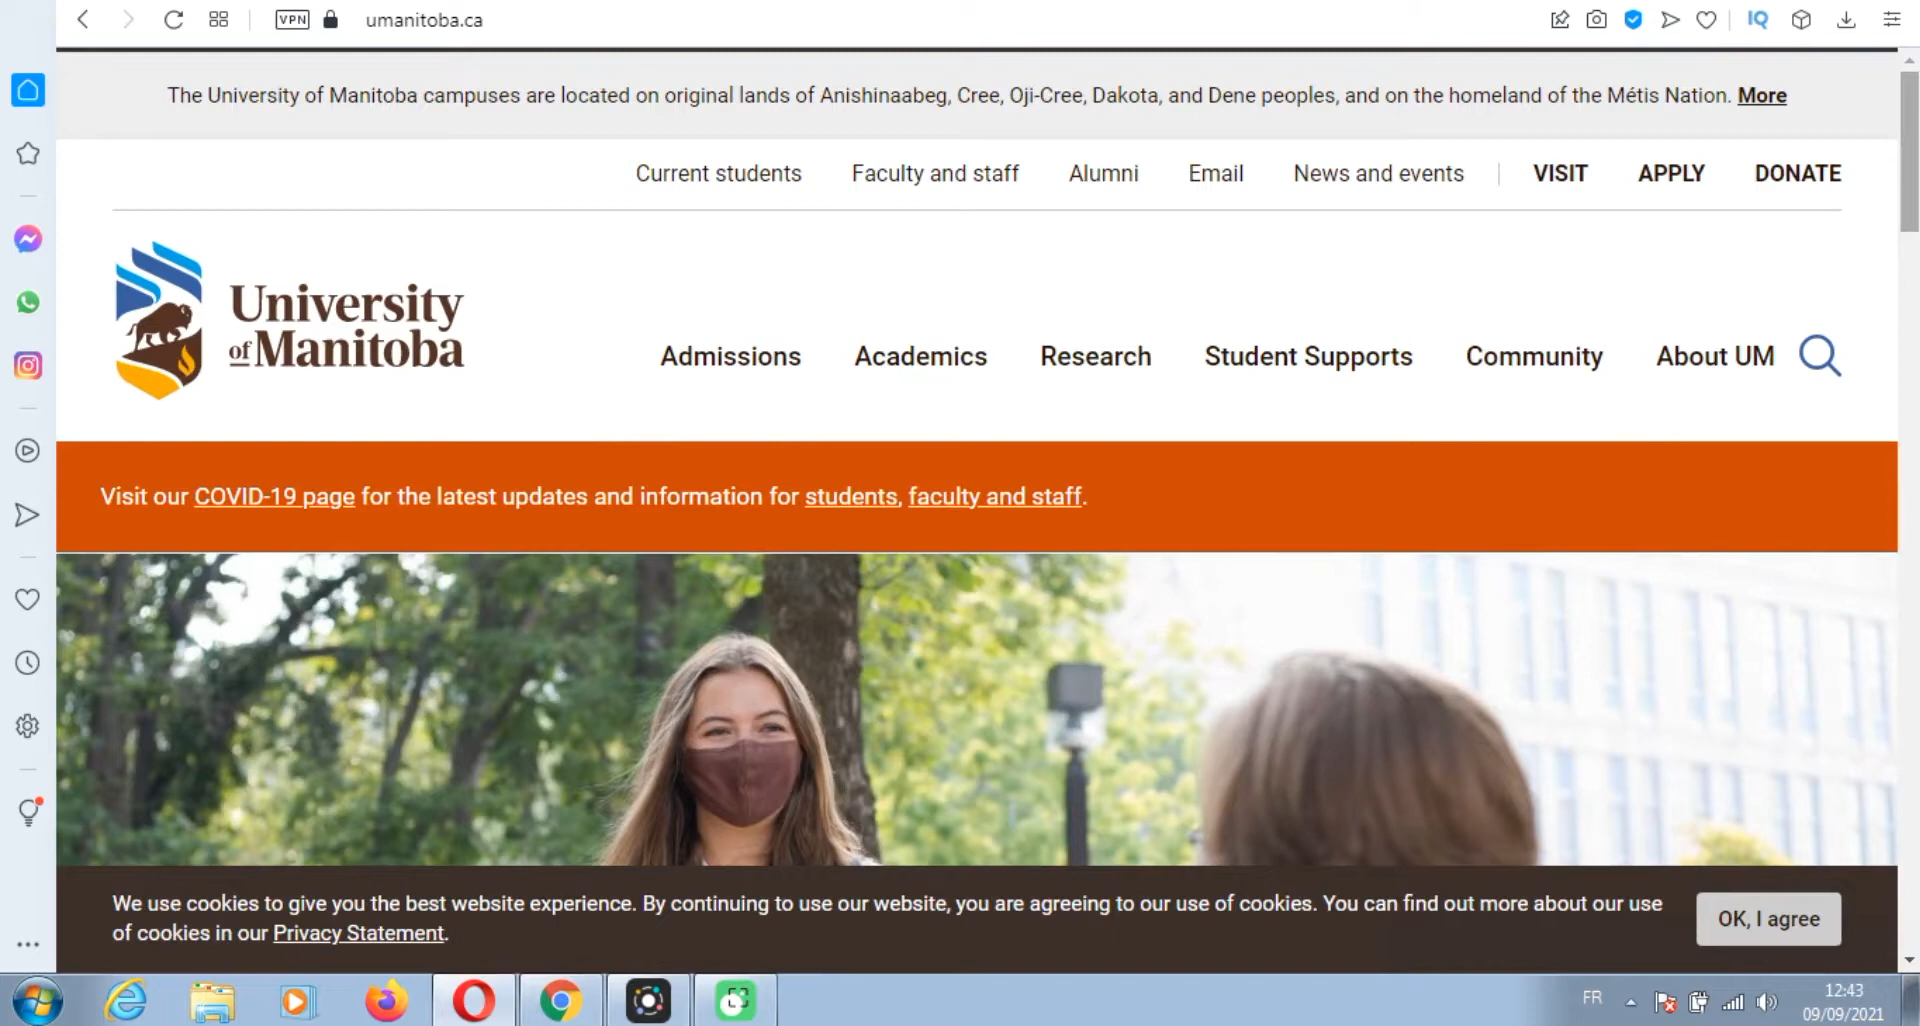 VPN umanitoba.ca IQ
The University of Manitoba campuses are located on original lands of Anishinaabeg, Cree, Oji-Cree, Dakota, and Dene peoples, and on the homeland of the Métis Nation. More
Current students Faculty and staff Alumni Email News and events VISIT APPLY DONATE
University
of Manitoba
Admissions Academics Research Student Supports Community About UM
Visit our COVID-19 page for the latest updates and information for students, faculty and staff.
We use cookies to give you the best website experience. By continuing to use our website, you are agreeing to our use of cookies. You can find out more about our use
of cookies in our Privacy Statement.
OK, I agree
FR
12:43
09/09/2021